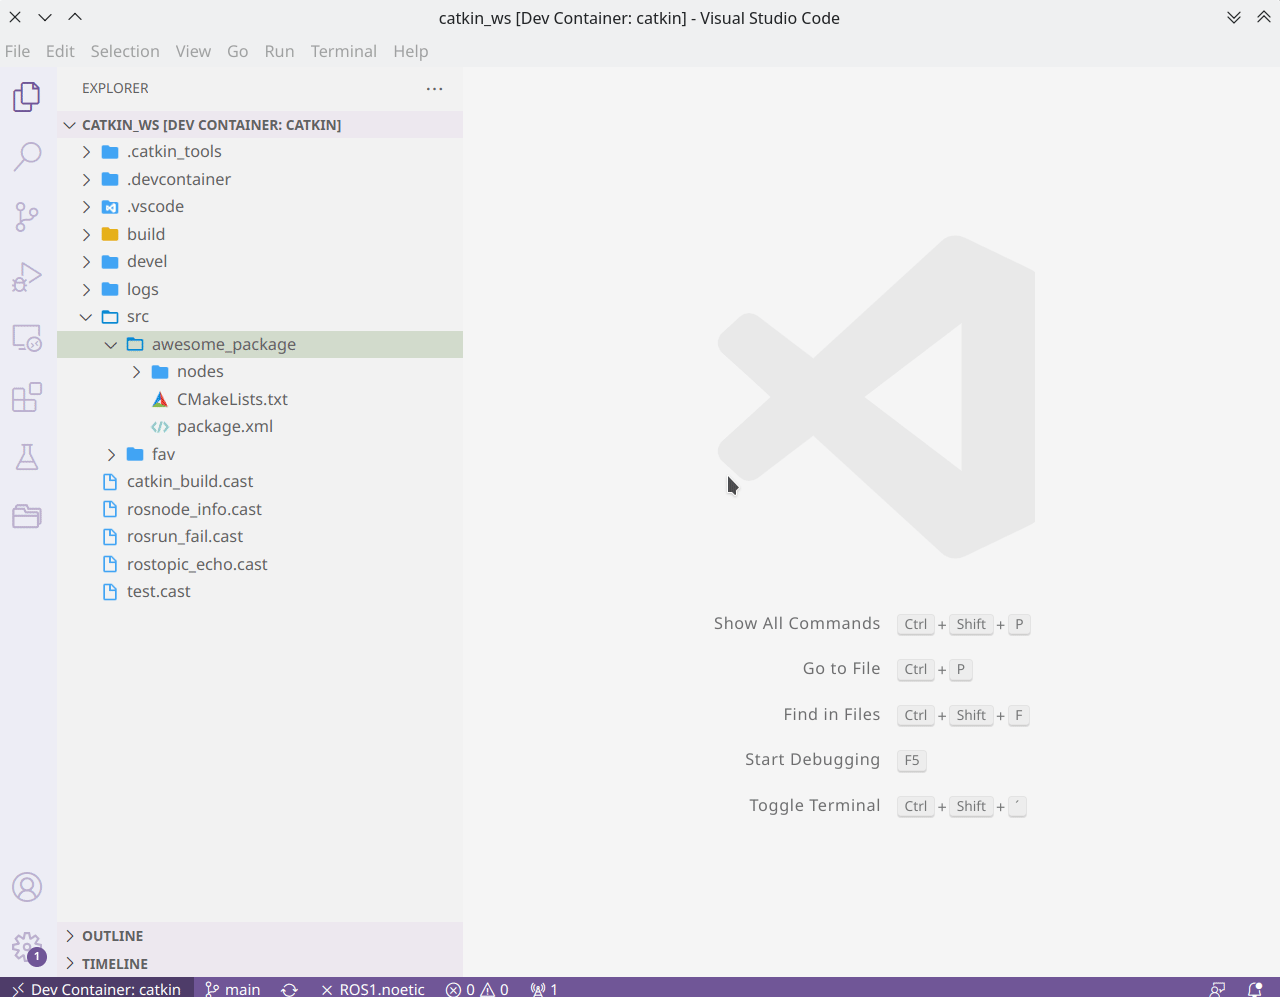 catkin_ws [Dev Container: catkin] - Visual Studio Code
File Edit Selection View Go Run Terminal Help
EXPLORER
CATKIN_WS [DEV CONTAINER: CATKIN]
.catkin_tools
.devcontainer
.vscode
build
devel
logs
src
awesome_package
nodes
CMakeLists.txt
package.xml
fav
catkin_build.cast
rosnode_info.cast
rosrun_fail.cast
rostopic_echo.cast
test.cast
Show All Commands Ctrl + Shift + P
Go to File Ctrl + P
Find in Files Ctrl + Shift + F
Start Debugging F5
Toggle Terminal Ctrl + Shift + ´
OUTLINE
1
TIMELINE
Dev Container: catkin main ROS1.noetic 0 0 1